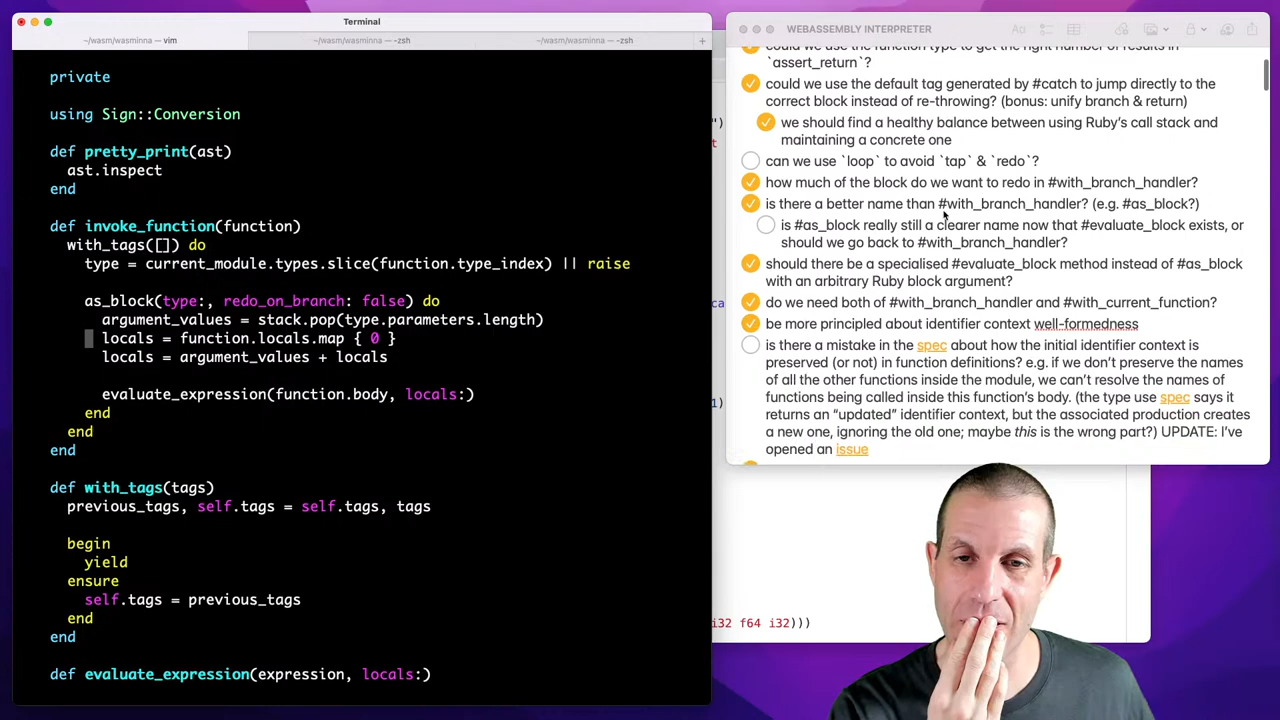 Terminal
~/wasm/wasminna — vim
~/wasm/wasminna — -zsh
~/wasm/wasminna — -zsh
private
using Sign::Conversion
def pretty_print(ast)
ast.inspect
end
def invoke_function(function)
with_tags([]) do
type = current_module.types.slice(function.type_index) || raise
as_block(type:, redo_on_branch: false) do
argument_values = stack.pop(type.parameters.length)
locals = function.locals.map { 0 }
locals = argument_values + locals
evaluate_expression(function.body, locals:)
end
end
end
def with_tags(tags)
previous_tags, self.tags = self.tags, tags
begin
yield
ensure
self.tags = previous_tags
end
end
def evaluate_expression(expression, locals:)
WEBASSEMBLY INTERPRETER
could we use the function type to get the right number of results in
`assert_return`?
could we use the default tag generated by #catch to jump directly to the
correct block instead of re-throwing? (bonus: unify branch & return)
we should find a healthy balance between using Ruby’s call stack and
maintaining a concrete one
can we use `loop` to avoid `tap` & `redo`?
how much of the block do we want to redo in #with_branch_handler?
is there a better name than #with_branch_handler? (e.g. #as_block?)
is #as_block really still a clearer name now that #evaluate_block exists, or
should we go back to #with_branch_handler?
should there be a specialised #evaluate_block method instead of #as_block
with an arbitrary Ruby block argument?
do we need both of #with_branch_handler and #with_current_function?
be more principled about identifier context well-formedness
is there a mistake in the spec about how the initial identifier context is
preserved (or not) in function definitions? e.g. if we don’t preserve the names
of all the other functions inside the module, we can’t resolve the names of
functions being called inside this function’s body. (the type use spec says it
returns an “updated” identifier context, but the associated production creates
a new one, ignoring the old one; maybe this is the wrong part?) UPDATE: I’ve
opened an issue
")
t
ca
1)
i32 f64 i32)))